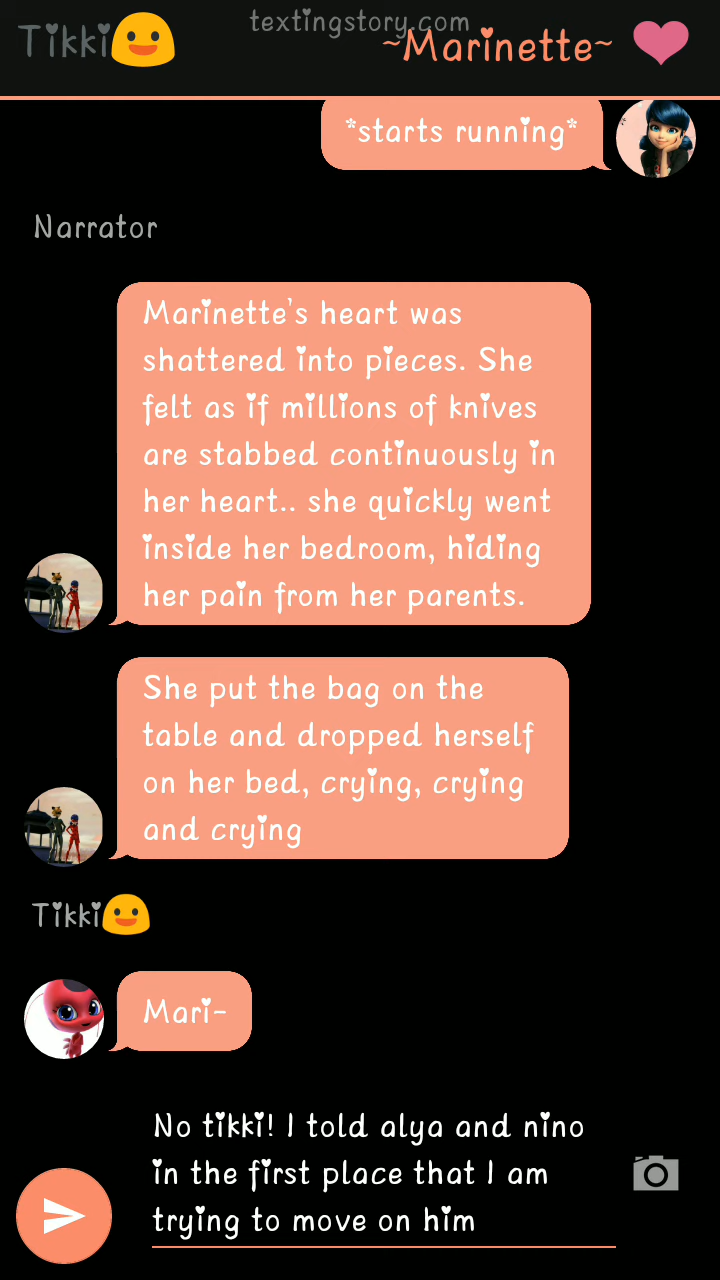 textingstory.com
Tikki😃 ~Marinette~
*starts running*
Narrator
Marinette's heart was
shattered into pieces. She
felt as if millions of knives
are stabbed continuously in
her heart.. she quickly went
inside her bedroom, hiding
her pain from her parents.
She put the bag on the
table and dropped herself
on her bed, crying, crying
and crying
Tikki😃
Mari-
No tikki! I told alya and nino
in the first place that I am
trying to move on him